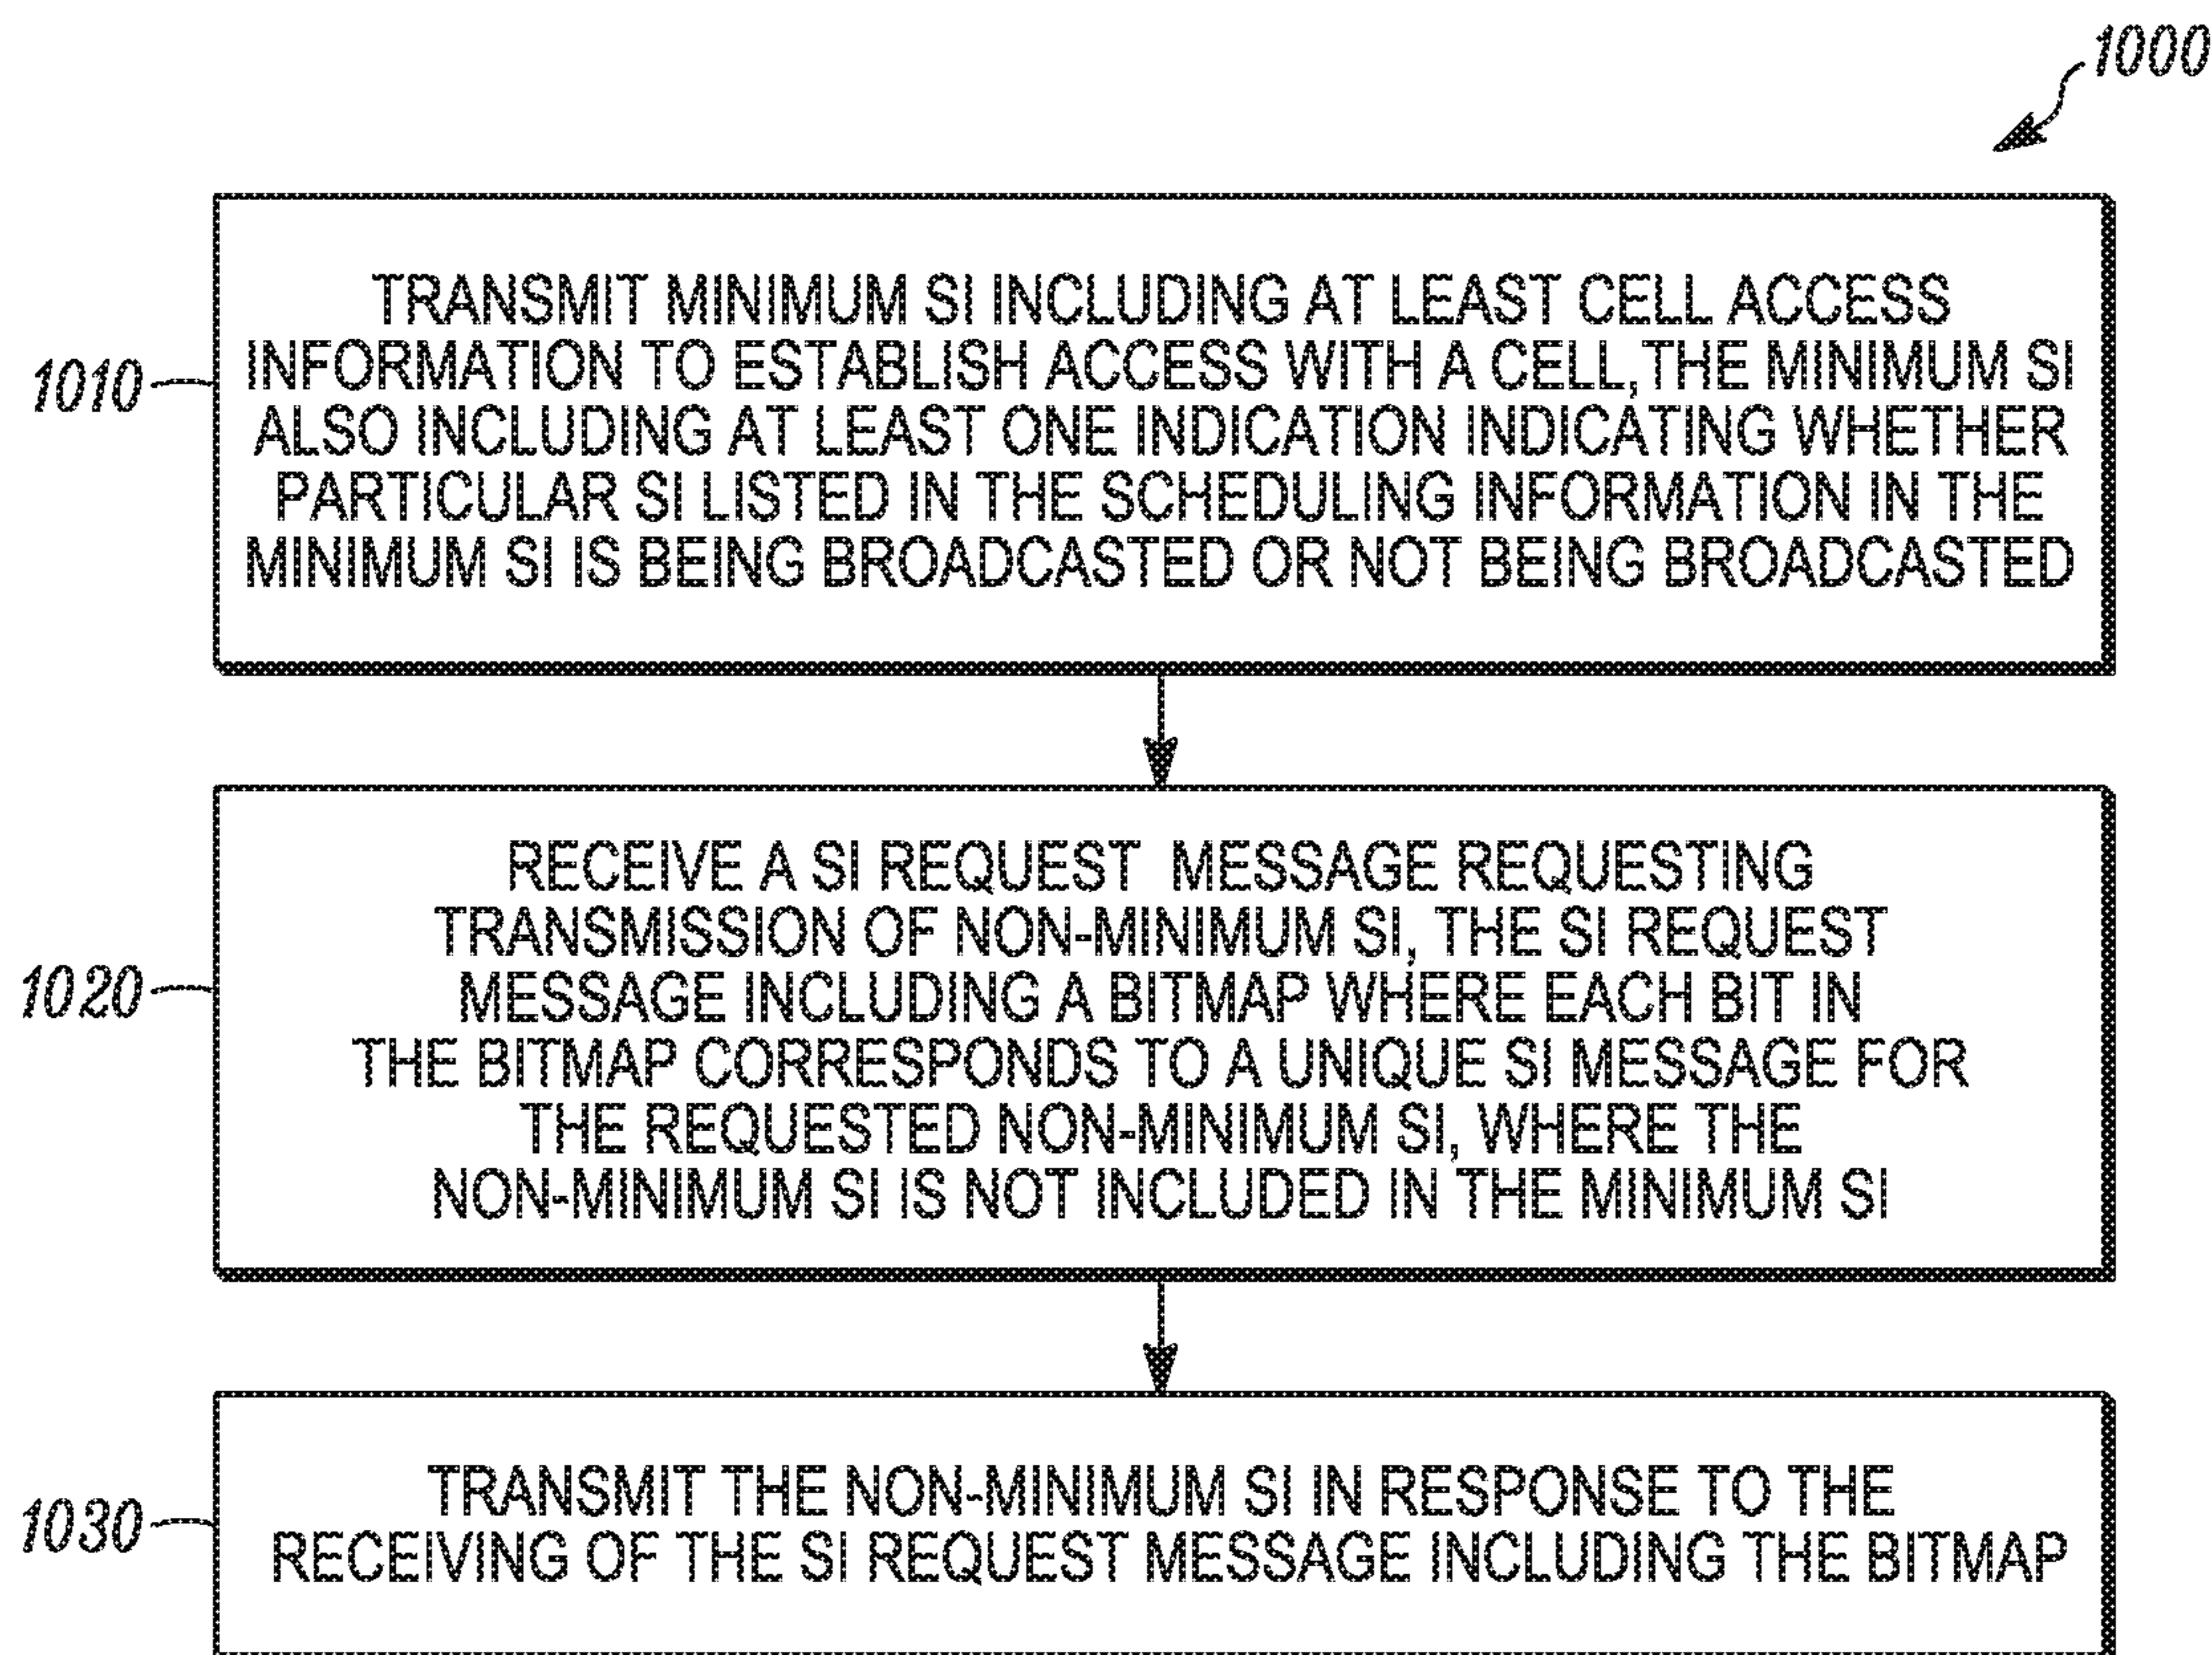 1000
1010
TRANSMIT MINIMUM SI INCLUDING AT LEAST CELL ACCESS
INFORMATION TO ESTABLISH ACCESS WITH A CELL, THE MINIMUM SI
ALSO INCLUDING AT LEAST ONE INDICATION INDICATING WHETHER
PARTICULAR SI LISTED IN THE SCHEDULING INFORMATION IN THE
MINIMUM SI IS BEING BROADCASTED OR NOT BEING BROADCASTED
1020
RECEIVE A SI REQUEST MESSAGE REQUESTING
TRANSMISSION OF NON-MINIMUM SI, THE SI REQUEST
MESSAGE INCLUDING A BITMAP WHERE EACH BIT IN
THE BITMAP CORRESPONDS TO A UNIQUE SI MESSAGE FOR
THE REQUESTED NON-MINIMUM SI, WHERE THE
NON-MINIMUM SI IS NOT INCLUDED IN THE MINIMUM SI
1030
TRANSMIT THE NON-MINIMUM SI IN RESPONSE TO THE
RECEIVING OF THE SI REQUEST MESSAGE INCLUDING THE BITMAP